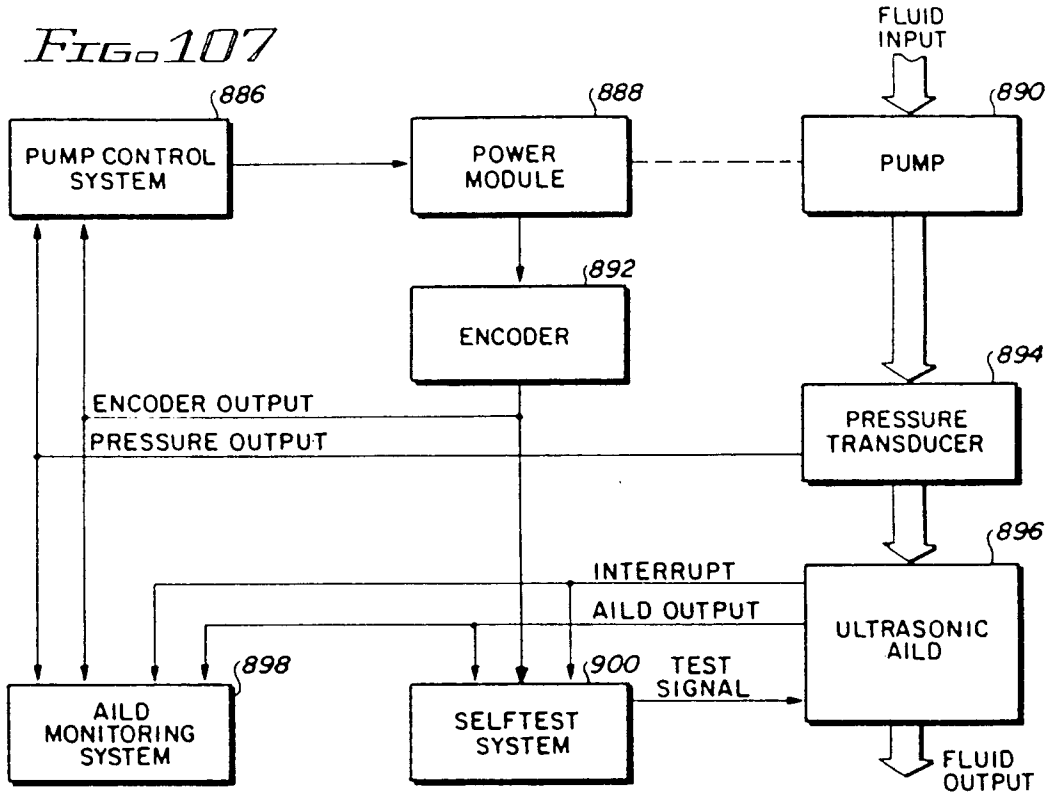 FIG. 107
FLUID
INPUT
886
888
890
PUMP CONTROL
SYSTEM
POWER
MODULE
PUMP
892
ENCODER
894
ENCODER OUTPUT
PRESSURE OUTPUT
PRESSURE
TRANSDUCER
896
INTERRUPT
AILD OUTPUT
ULTRASONIC
AILD
898
900
TEST
SIGNAL
AILD
MONITORING
SYSTEM
SELFTEST
SYSTEM
FLUID
OUTPUT